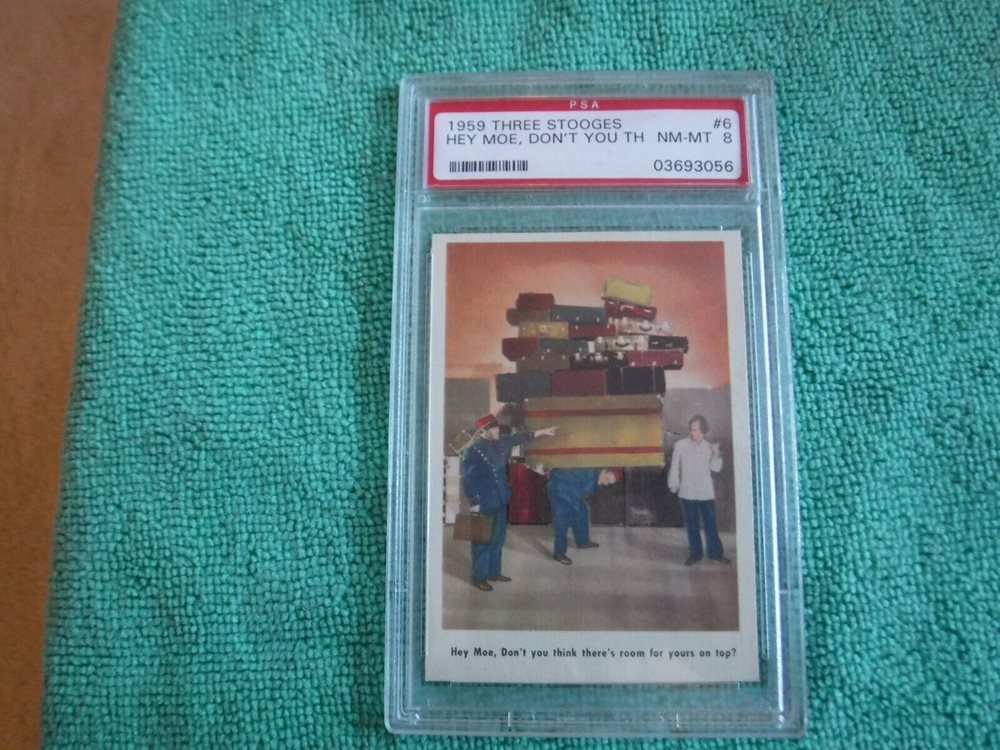 PSA
1959 THREE STOOGES #6
HEY MOE, DON'T YOU TH NM-MT 8
03693056
Hey Moe, Don't you think there's room for yours on top?